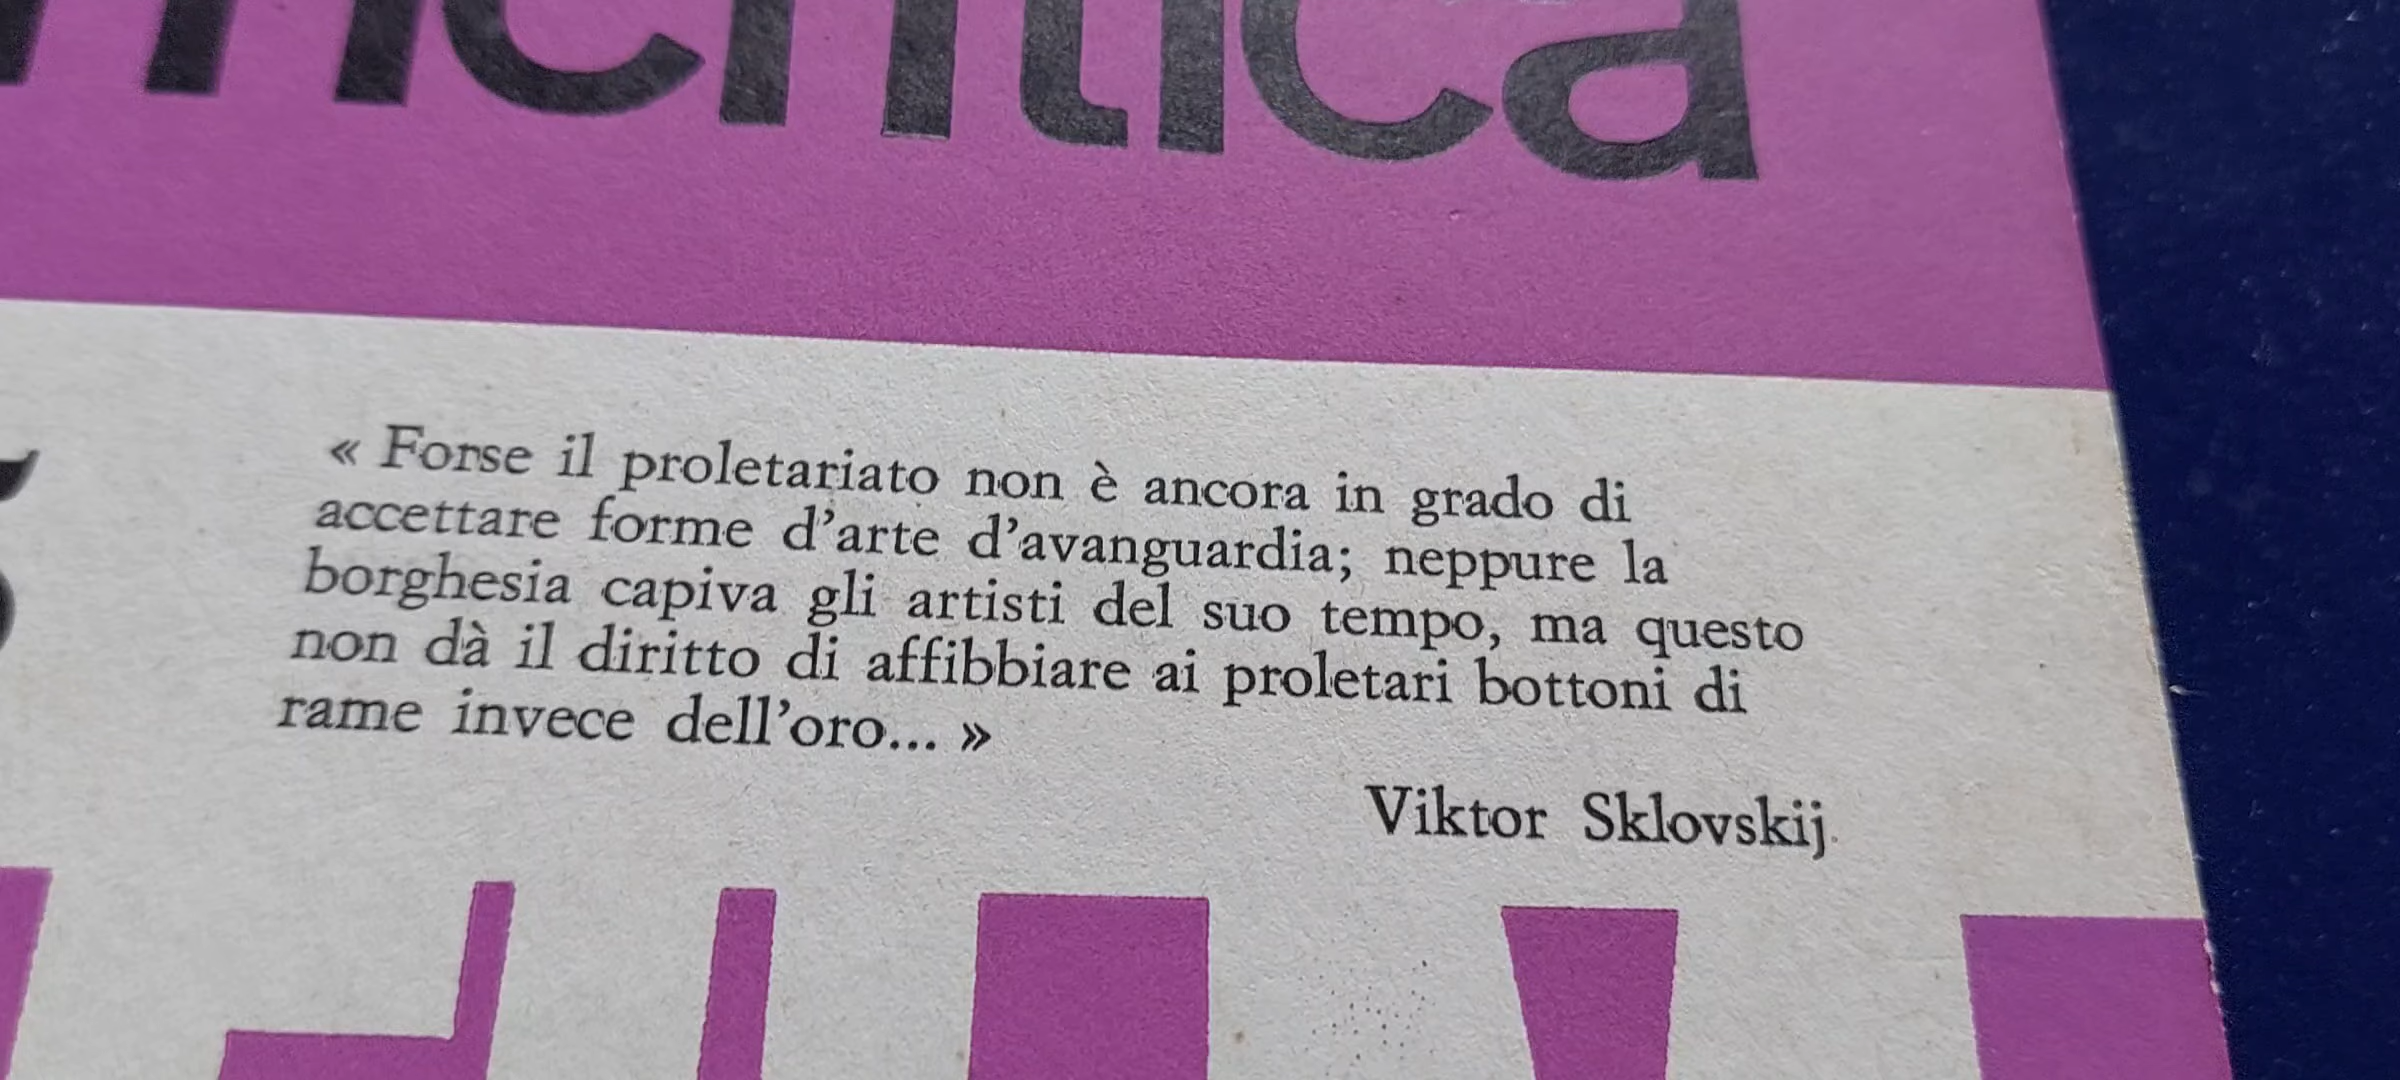 « Forse il proletariato non è ancora in grado di
accettare forme d'arte d'avanguardia; neppure la
borghesia capiva gli artisti del suo tempo, ma questo
non dà il diritto di affibbiare ai proletari bottoni di
rame invece dell'oro... »
Viktor Sklovskij